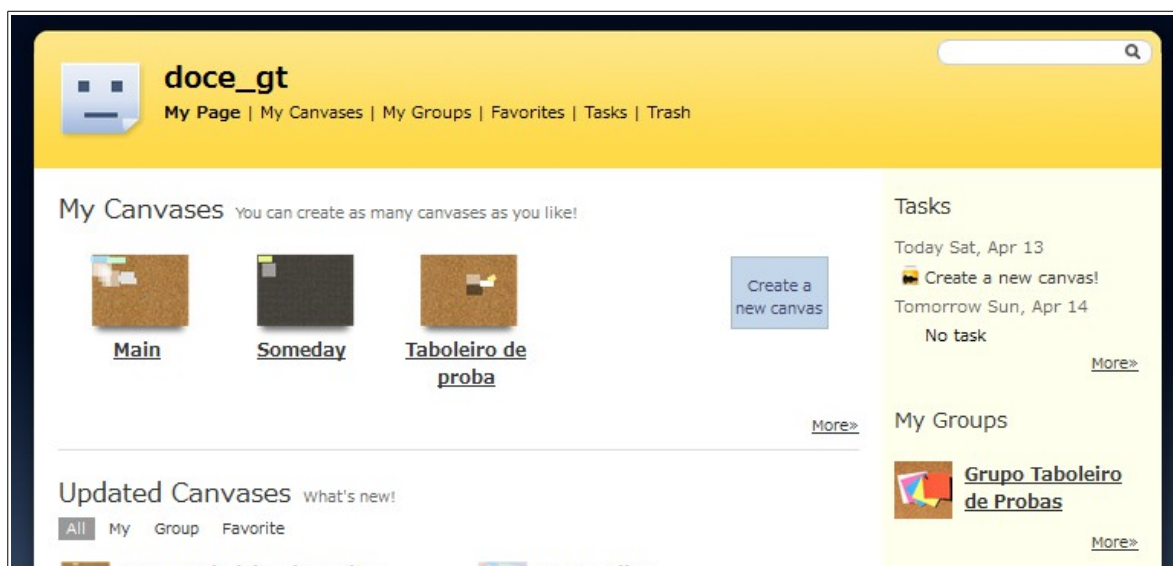 doce_gt
My Page | My Canvases | My Groups | Favorites | Tasks | Trash
My Canvases You can create as many canvases as you like!
Main
Someday
Taboleiro de
proba
Create a
new canvas
More»
Updated Canvases What's new!
All My Group Favorite
Tasks
Today Sat, Apr 13
Create a new canvas!
Tomorrow Sun, Apr 14
No task
More»
My Groups
Grupo Taboleiro
de Probas
More»